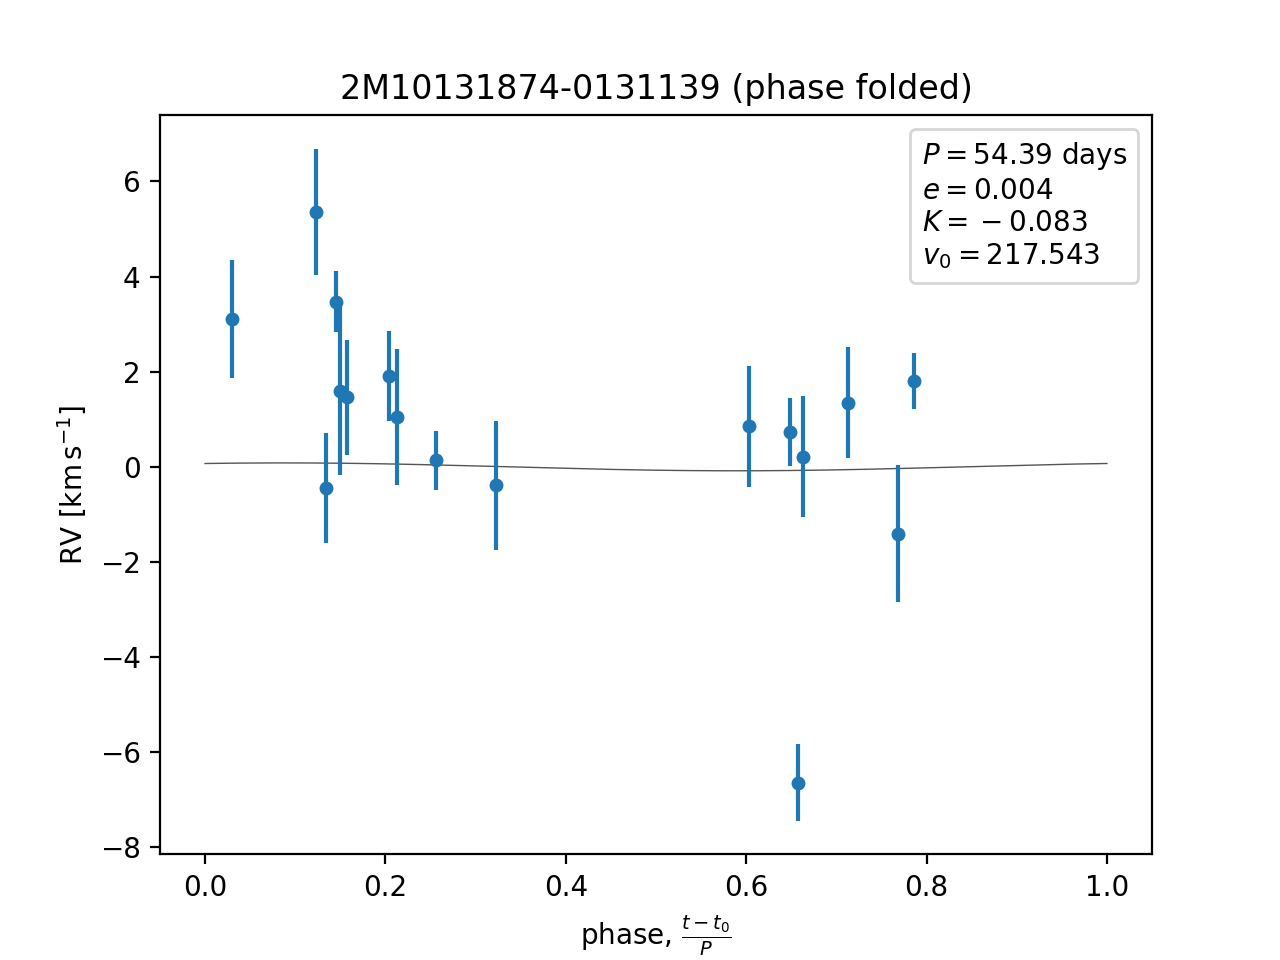 2M10131874-0131139 (phase folded)
P = 54.39 days
e = 0.004
K = −0.083
v₀ = 217.543
6
4
2
0
−2
−4
−6
−8
RV [km s⁻¹]
0.0 0.2 0.4 0.6 0.8 1.0
phase, (t − t₀)/P